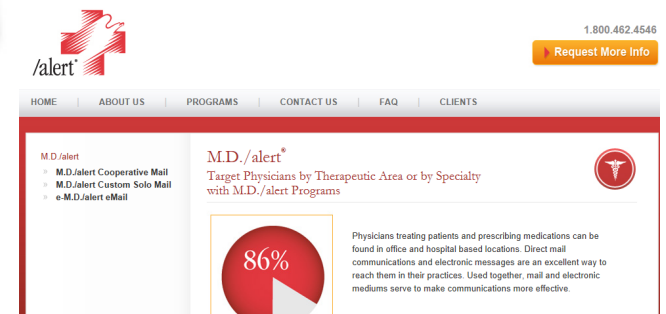 1.800.462.4546
/alert®
Request More Info
HOME | ABOUT US | PROGRAMS | CONTACT US | FAQ | CLIENTS
M.D./alert
» M.D./alert Cooperative Mail
» M.D./alert Custom Solo Mail
» e-M.D./alert eMail
M.D./alert®
Target Physicians by Therapeutic Area or by Specialty
with M.D./alert Programs
86%
Physicians treating patients and prescribing medications can be
found in office and hospital based locations. Direct mail
communications and electronic messages are an excellent way to
reach them in their practices. Used together, mail and electronic
mediums serve to make communications more effective.